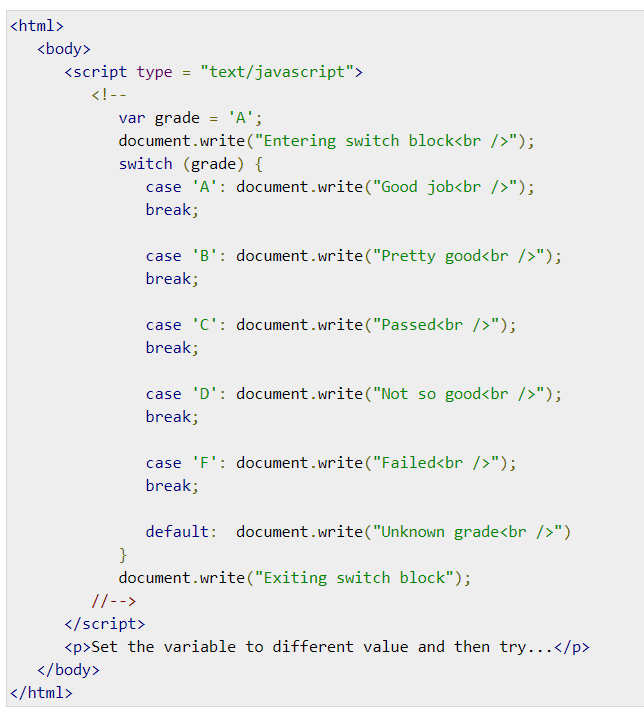 <html>
<body>
<script type = "text/javascript">
<!--
var grade = 'A';
document.write("Entering switch block<br />");
switch (grade) {
case 'A': document.write("Good job<br />");
break;
case 'B': document.write("Pretty good<br />");
break;
case 'C': document.write("Passed<br />");
break;
case 'D': document.write("Not so good<br />");
break;
case 'F': document.write("Failed<br />");
break;
default:  document.write("Unknown grade<br />")
}
document.write("Exiting switch block");
//-->
</script>
<p>Set the variable to different value and then try...</p>
</body>
</html>